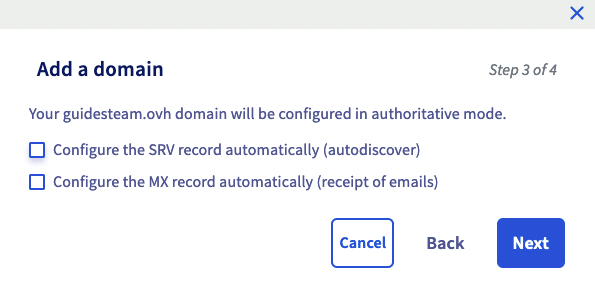 Add a domain
Step 3 of 4
Your guidesteam.ovh domain will be configured in authoritative mode.
Configure the SRV record automatically (autodiscover)
Configure the MX record automatically (receipt of emails)
Cancel
Back
Next